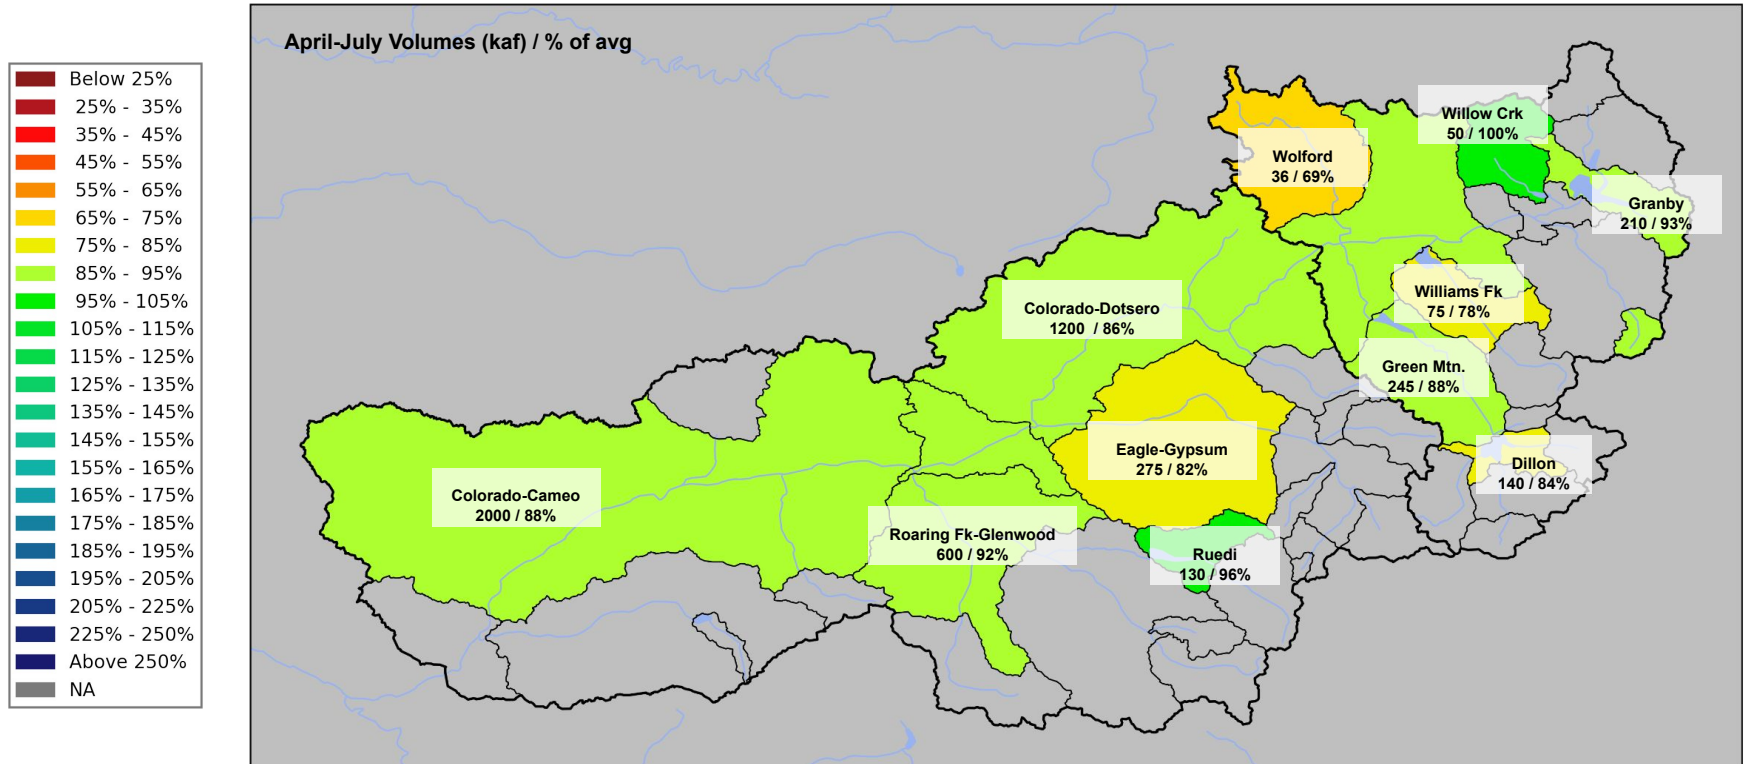 April-July Volumes (kaf) / % of avg
Below 25%
25% - 35%
35% - 45%
45% - 55%
55% - 65%
65% - 75%
75% - 85%
85% - 95%
95% - 105%
105% - 115%
115% - 125%
125% - 135%
135% - 145%
145% - 155%
155% - 165%
165% - 175%
175% - 185%
185% - 195%
195% - 205%
205% - 225%
225% - 250%
Above 250%
NA
Willow Crk
50 / 100%
Wolford
36 / 69%
Granby
210 / 93%
Williams Fk
75 / 78%
Colorado-Dotsero
1200 / 86%
Green Mtn.
245 / 88%
Eagle-Gypsum
275 / 82%
Dillon
140 / 84%
Colorado-Cameo
2000 / 88%
Roaring Fk-Glenwood
600 / 92%
Ruedi
130 / 96%